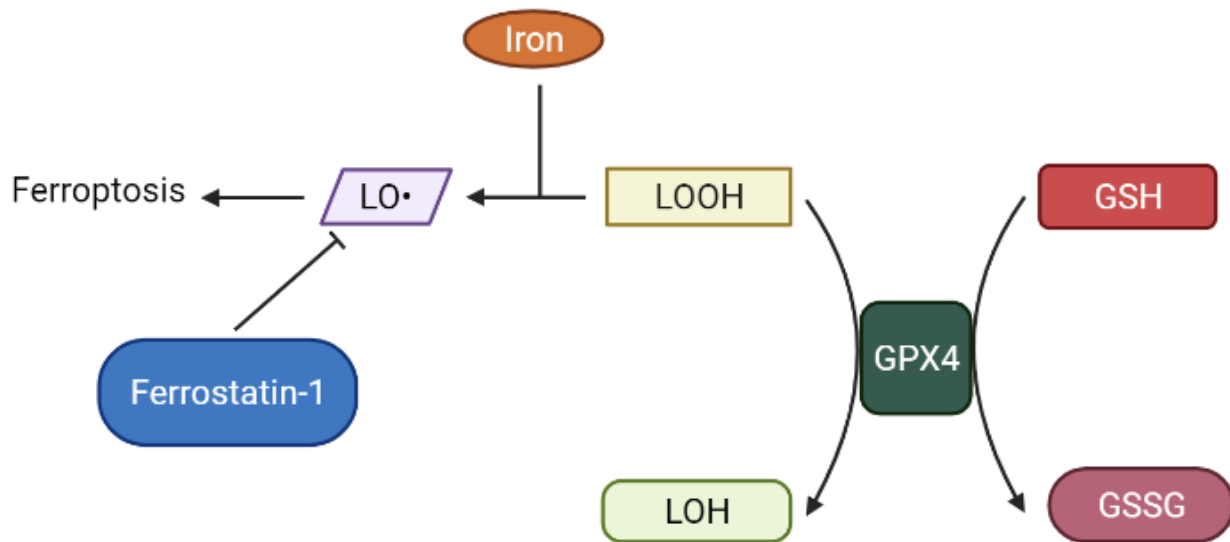 Iron
Ferroptosis
LO•
LOOH
GSH
GPX4
Ferrostatin-1
LOH
GSSG